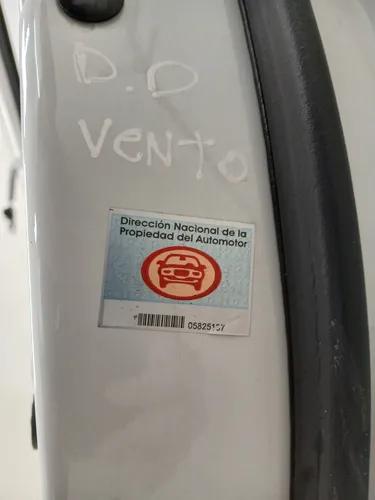 D.D
VENTO
Dirección Nacional de la
Propiedad del Automotor
05825157